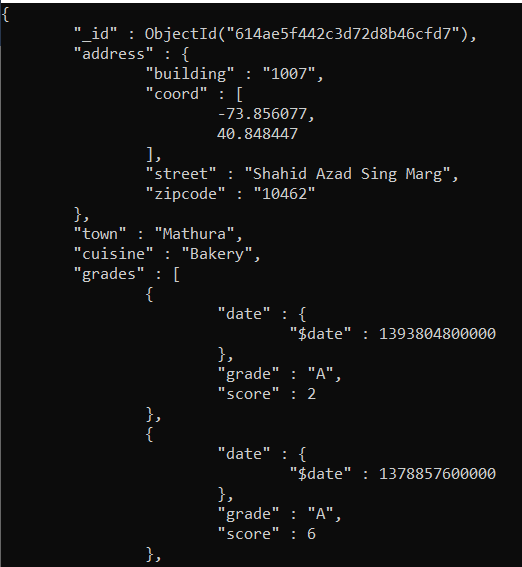 {
"_id" : ObjectId("614ae5f442c3d72d8b46cfd7"),
"address" : {
"building" : "1007",
"coord" : [
-73.856077,
40.848447
],
"street" : "Shahid Azad Sing Marg",
"zipcode" : "10462"
},
"town" : "Mathura",
"cuisine" : "Bakery",
"grades" : [
{
"date" : {
"$date" : 1393804800000
},
"grade" : "A",
"score" : 2
},
{
"date" : {
"$date" : 1378857600000
},
"grade" : "A",
"score" : 6
},